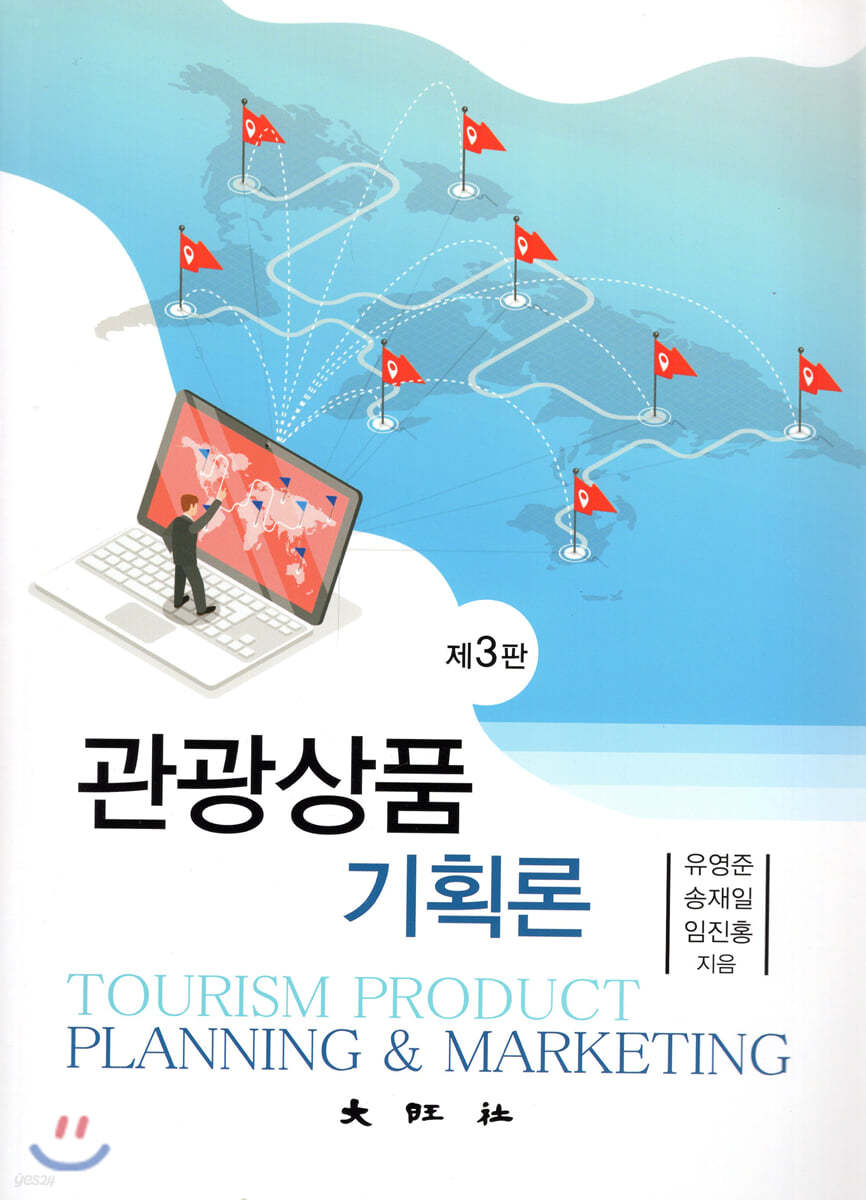 제3판
관광상품
기획론
유영준
송재일
임진홍
지음
TOURISM PRODUCT
PLANNING & MARKETING
大旺社
yes24